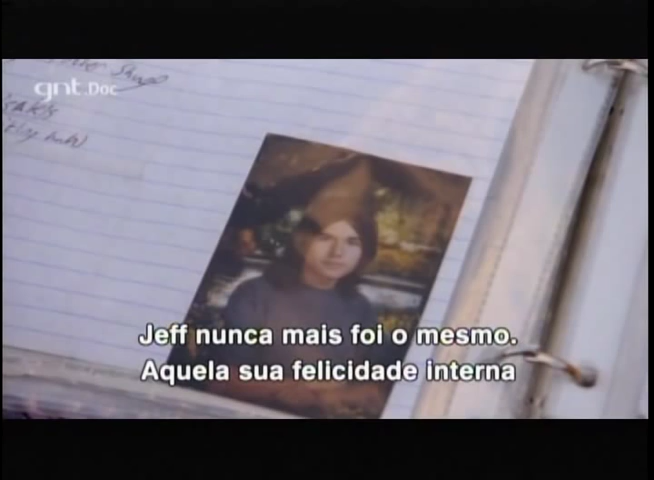 gnt.Doc
Jeff nunca mais foi o mesmo.
Aquela sua felicidade interna